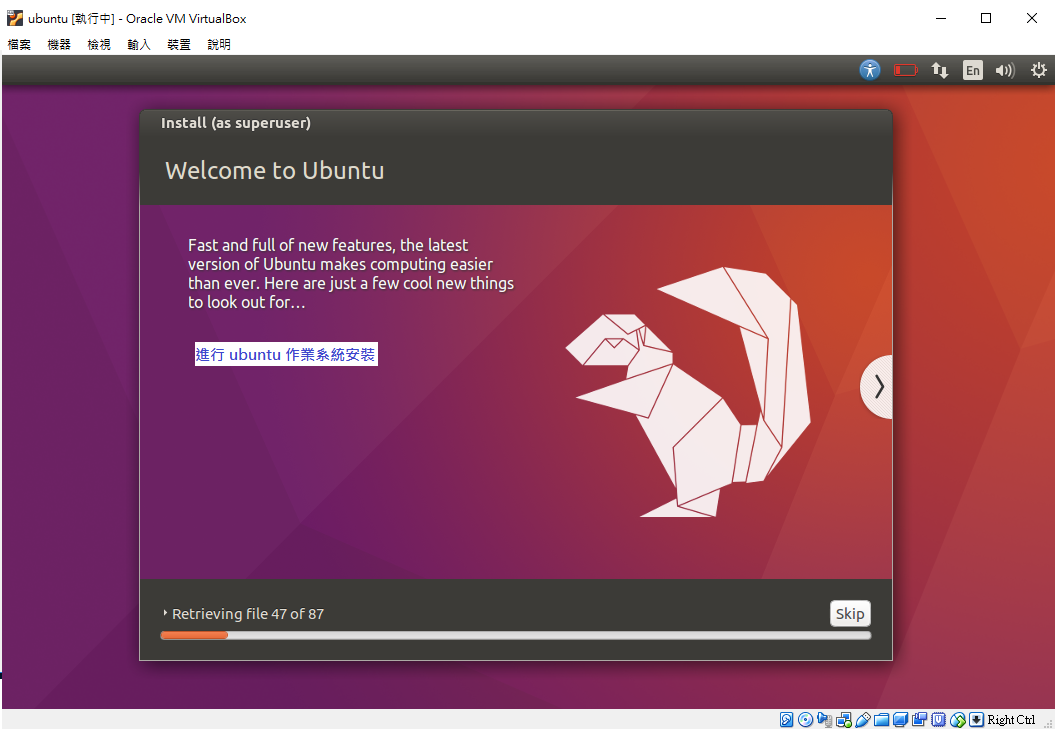 ubuntu [執行中] - Oracle VM VirtualBox
檔案 機器 檢視 輸入 裝置 說明
En
Install (as superuser)
Welcome to Ubuntu
Fast and full of new features, the latest
version of Ubuntu makes computing easier
than ever. Here are just a few cool new things
to look out for…
進行 ubuntu 作業系統安裝
Retrieving file 47 of 87
Skip
Right Ctrl